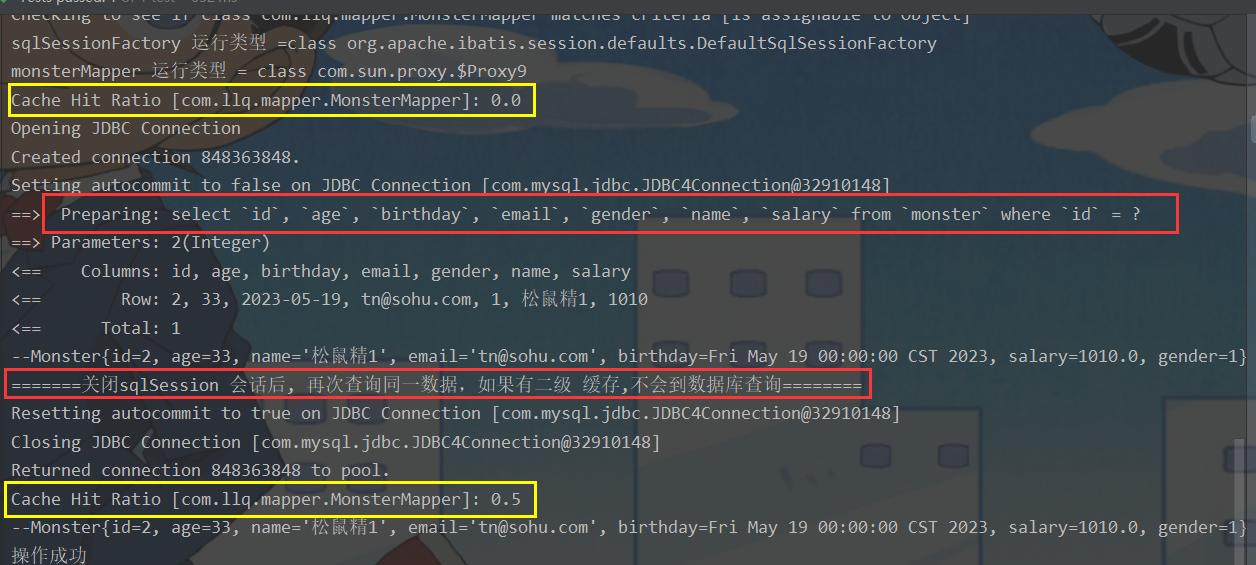 Tests passed:
checking to see if class com.llq.mapper.MonsterMapper matches criteria [is assignable to Object]
sqlSessionFactory 运行类型 =class org.apache.ibatis.session.defaults.DefaultSqlSessionFactory
monsterMapper 运行类型 = class com.sun.proxy.$Proxy9
Cache Hit Ratio [com.llq.mapper.MonsterMapper]: 0.0
Opening JDBC Connection
Created connection 848363848.
Setting autocommit to false on JDBC Connection [com.mysql.jdbc.JDBC4Connection@32910148]
==>  Preparing: select `id`, `age`, `birthday`, `email`, `gender`, `name`, `salary` from `monster` where `id` = ?
==> Parameters: 2(Integer)
<==    Columns: id, age, birthday, email, gender, name, salary
<==        Row: 2, 33, 2023-05-19, tn@sohu.com, 1, 松鼠精1, 1010
<==      Total: 1
--Monster{id=2, age=33, name='松鼠精1', email='tn@sohu.com', birthday=Fri May 19 00:00:00 CST 2023, salary=1010.0, gender=1}
=======关闭sqlSession 会话后, 再次查询同一数据，如果有二级 缓存,不会到数据库查询========
Resetting autocommit to true on JDBC Connection [com.mysql.jdbc.JDBC4Connection@32910148]
Closing JDBC Connection [com.mysql.jdbc.JDBC4Connection@32910148]
Returned connection 848363848 to pool.
Cache Hit Ratio [com.llq.mapper.MonsterMapper]: 0.5
--Monster{id=2, age=33, name='松鼠精1', email='tn@sohu.com', birthday=Fri May 19 00:00:00 CST 2023, salary=1010.0, gender=1}
操作成功